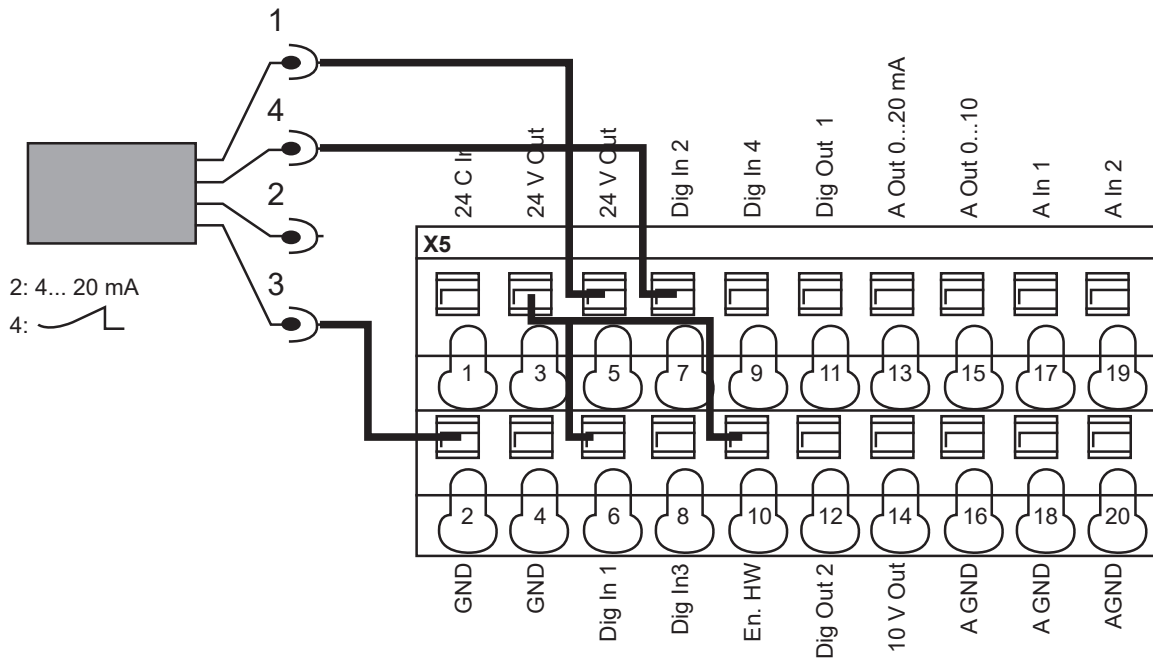 1
4
2
3
2: 4... 20 mA
4:
24 C In
24 V Out
24 V Out
Dig In 2
Dig In 4
Dig Out 1
A Out 0...20 mA
A Out 0...10
A In 1
A In 2
X5
1 3 5 7 9 11 13 15 17 19
2 4 6 8 10 12 14 16 18 20
GND
GND
Dig In 1
Dig In3
En. HW
Dig Out 2
10 V Out
A GND
A GND
AGND